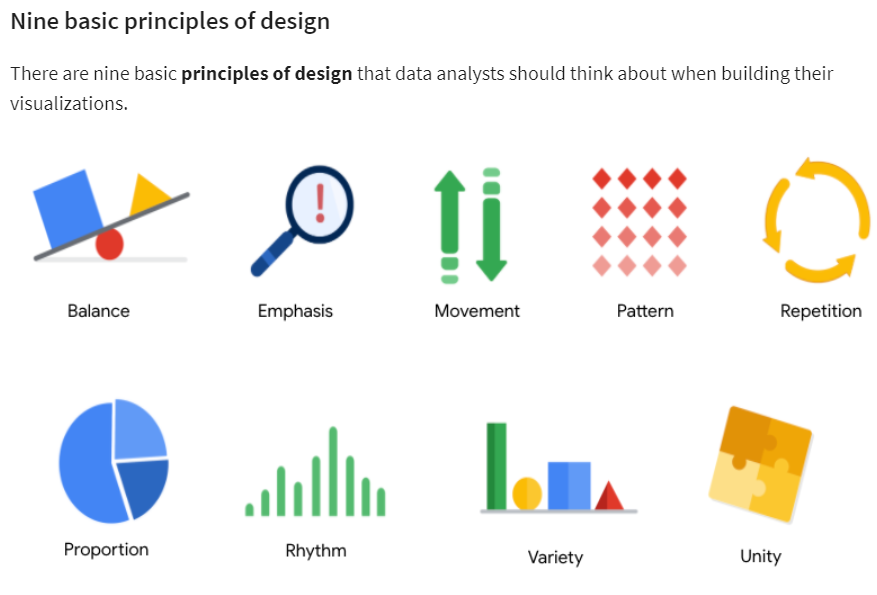 Nine basic principles of design
There are nine basic principles of design that data analysts should think about when building their
visualizations.
!
Balance
Emphasis
Movement
Pattern
Repetition
Proportion
Rhythm
Variety
Unity